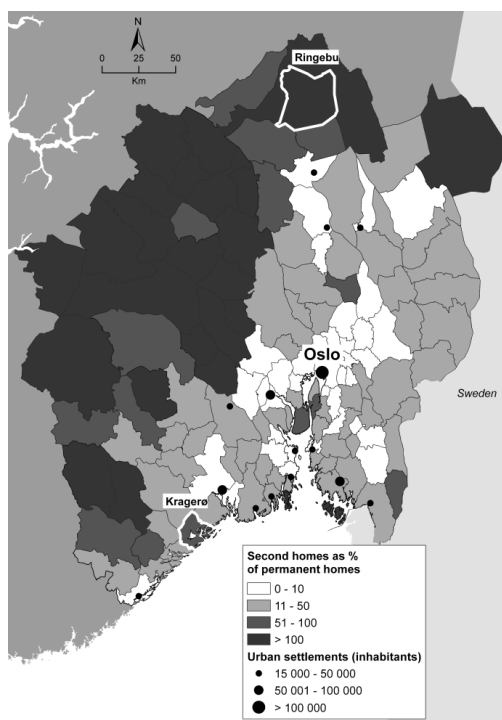 Ringebu
N
0 25 50
Km
Oslo
Sweden
Kragerø
Second homes as %
of permanent homes
0 - 10
11 - 50
51 - 100
> 100
Urban settlements (inhabitants)
15 000 - 50 000
50 001 - 100 000
> 100 000